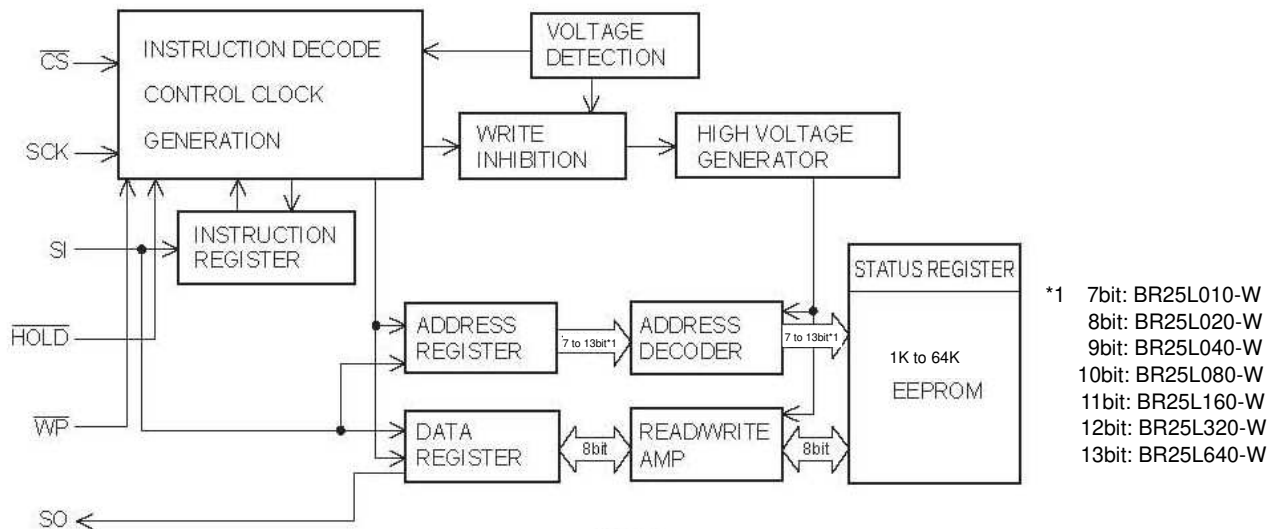 CS
SCK
SI
HOLD
WP
SO
INSTRUCTION DECODE
CONTROL CLOCK
GENERATION
VOLTAGE
DETECTION
WRITE
INHIBITION
HIGH VOLTAGE
GENERATOR
INSTRUCTION
REGISTER
ADDRESS
REGISTER
7 to 13bit*1
ADDRESS
DECODER
7 to 13bit*1
DATA
REGISTER
8bit
READ/WRITE
AMP
8bit
STATUS REGISTER
1K to 64K
EEPROM
*1 7bit: BR25L010-W
8bit: BR25L020-W
9bit: BR25L040-W
10bit: BR25L080-W
11bit: BR25L160-W
12bit: BR25L320-W
13bit: BR25L640-W